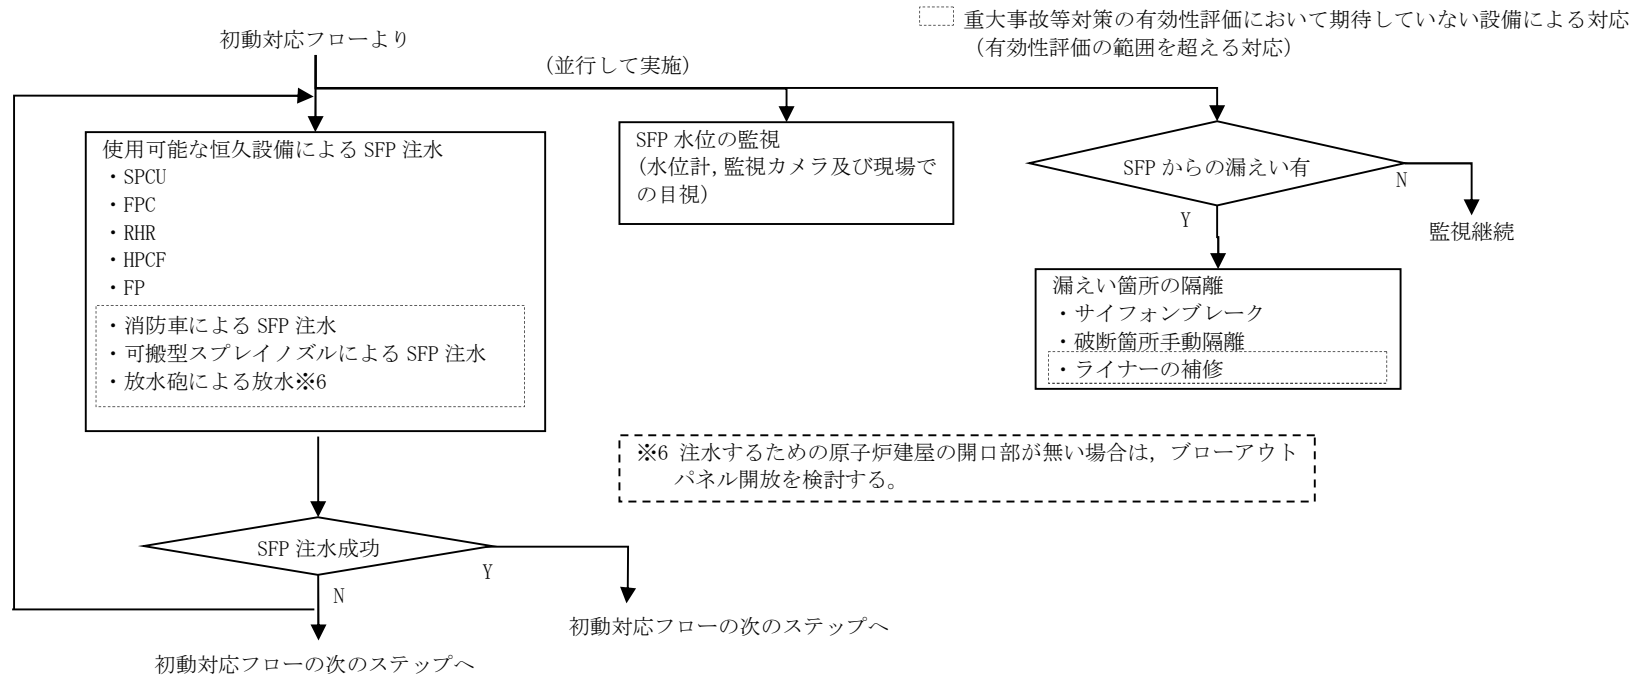 重大事故等対策の有効性評価において期待していない設備による対応
（有効性評価の範囲を超える対応）
初動対応フローより
（並行して実施）
使用可能な恒久設備による SFP 注水
・SPCU
・FPC
・RHR
・HPCF
・FP
・消防車による SFP 注水
・可搬型スプレイノズルによる SFP 注水
・放水砲による放水※6
SFP 水位の監視
（水位計，監視カメラ及び現場で
の目視）
SFP からの漏えい有
N
Y
監視継続
漏えい箇所の隔離
・サイフォンブレーク
・破断箇所手動隔離
・ライナーの補修
※6 注水するための原子炉建屋の開口部が無い場合は，ブローアウト
パネル開放を検討する。
SFP 注水成功
Y
N
初動対応フローの次のステップへ
初動対応フローの次のステップへ